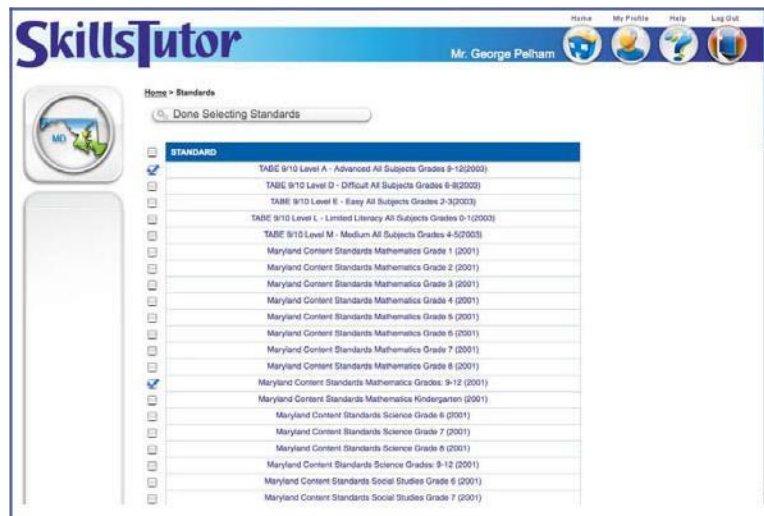 Home My Profile Help Log Out
SkillsTutor
Mr. George Pelham
Home > Standards
Done Selecting Standards
MD
STANDARD
TABE 9/10 Level A - Advanced All Subjects Grades 9-12(2003)
TABE 9/10 Level D - Difficult All Subjects Grades 6-8(2003)
TABE 9/10 Level E - Easy All Subjects Grades 2-3(2003)
TABE 9/10 Level L - Limited Literacy All Subjects Grades 0-1(2003)
TABE 9/10 Level M - Medium All Subjects Grades 4-5(2003)
Maryland Content Standards Mathematics Grade 1 (2001)
Maryland Content Standards Mathematics Grade 2 (2001)
Maryland Content Standards Mathematics Grade 3 (2001)
Maryland Content Standards Mathematics Grade 4 (2001)
Maryland Content Standards Mathematics Grade 5 (2001)
Maryland Content Standards Mathematics Grade 6 (2001)
Maryland Content Standards Mathematics Grade 7 (2001)
Maryland Content Standards Mathematics Grade 8 (2001)
Maryland Content Standards Mathematics Grades: 9-12 (2001)
Maryland Content Standards Mathematics Kindergarten (2001)
Maryland Content Standards Science Grade 6 (2001)
Maryland Content Standards Science Grade 7 (2001)
Maryland Content Standards Science Grade 8 (2001)
Maryland Content Standards Science Grades: 9-12 (2001)
Maryland Content Standards Social Studies Grade 6 (2001)
Maryland Content Standards Social Studies Grade 7 (2001)